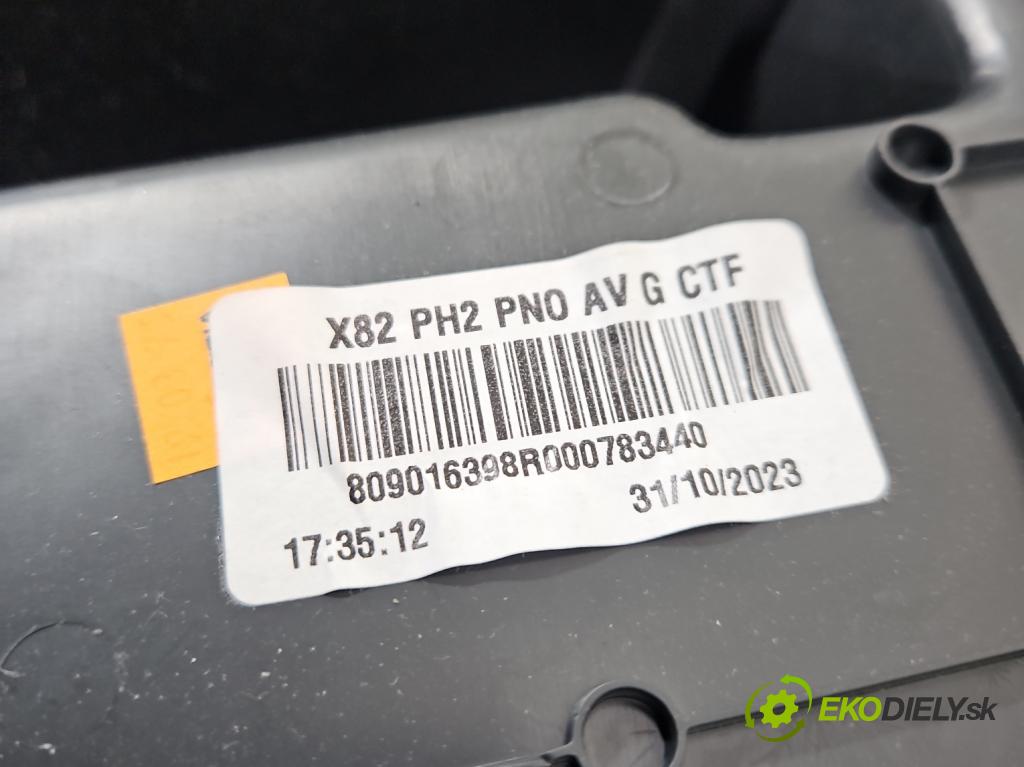 X82 PH2 PNO AV G CTF
809016398R000783440
17:35:12
31/10/2023
EKODIELY.sk